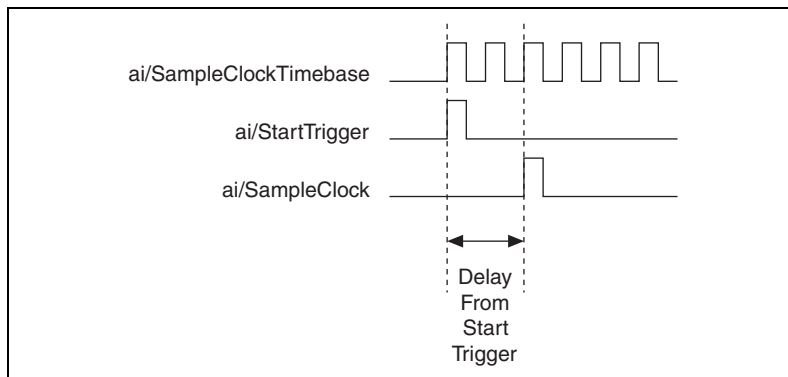 ai/SampleClockTimebase
ai/StartTrigger
ai/SampleClock
Delay
From
Start
Trigger